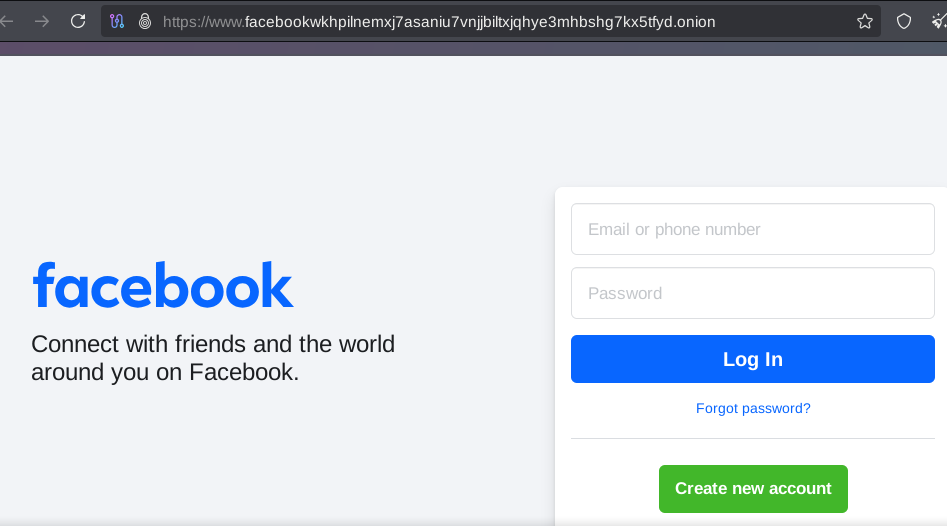 https://www.facebookwkhpilnemxj7asaniu7vnjjbiltxjqhye3mhbshg7kx5tfyd.onion
Email or phone number
Password
facebook
Connect with friends and the world
around you on Facebook.
Log In
Forgot password?
Create new account